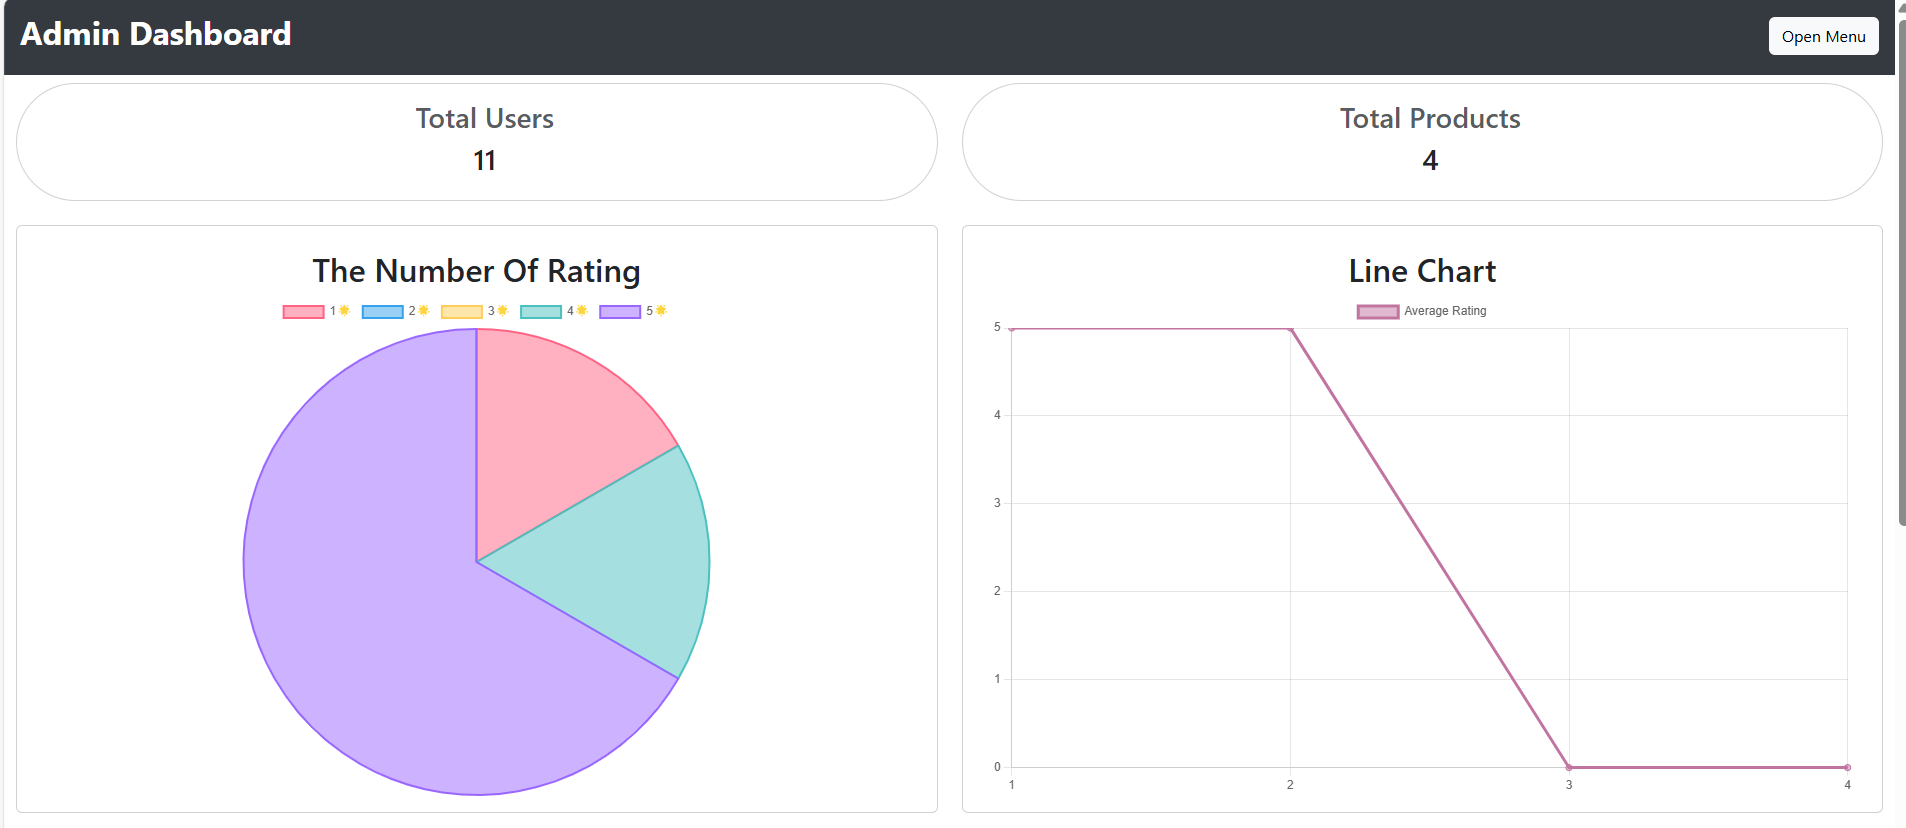 Admin Dashboard
Open Menu
Total Users
11
Total Products
4
The Number Of Rating
1🌟 2🌟 3🌟 4🌟 5🌟
Line Chart
Average Rating
5
4
3
2
1
0
1 2 3 4